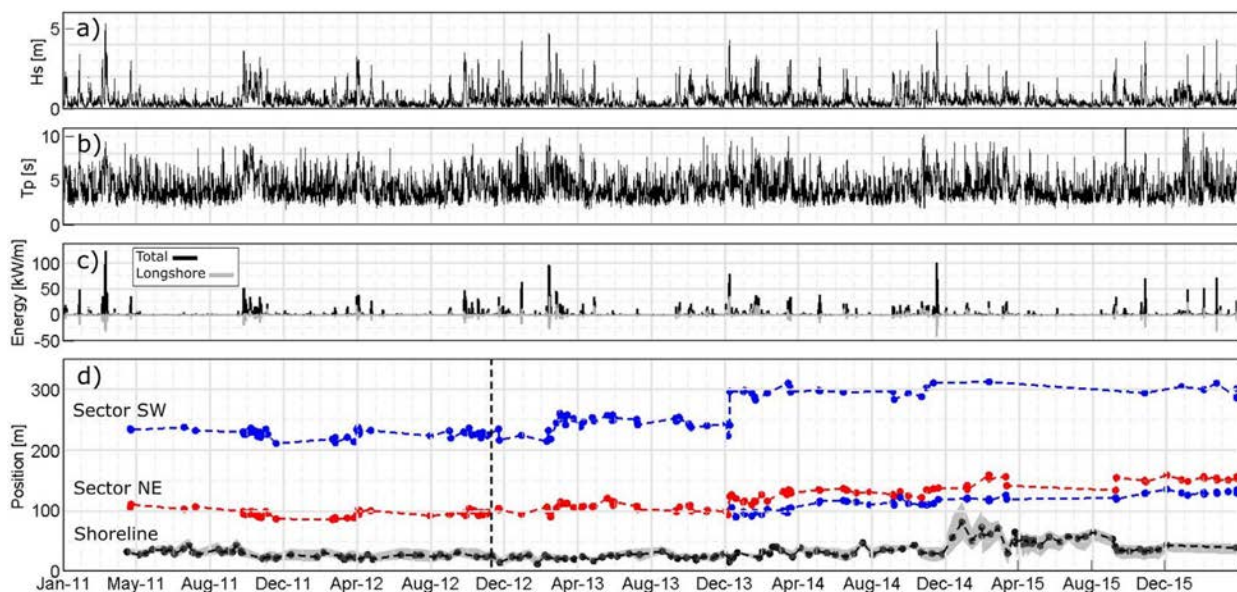 a)
Hs [m]
5
0
b)
Tp [s]
10
5
0
c)
Energy [kW/m]
Total
Longshore
100
50
0
-50
d)
Position [m]
300
200
100
0
Sector SW
Sector NE
Shoreline
Jan-11 May-11 Aug-11 Dec-11 Apr-12 Aug-12 Dec-12 Apr-13 Aug-13 Dec-13 Apr-14 Aug-14 Dec-14 Apr-15 Aug-15 Dec-15